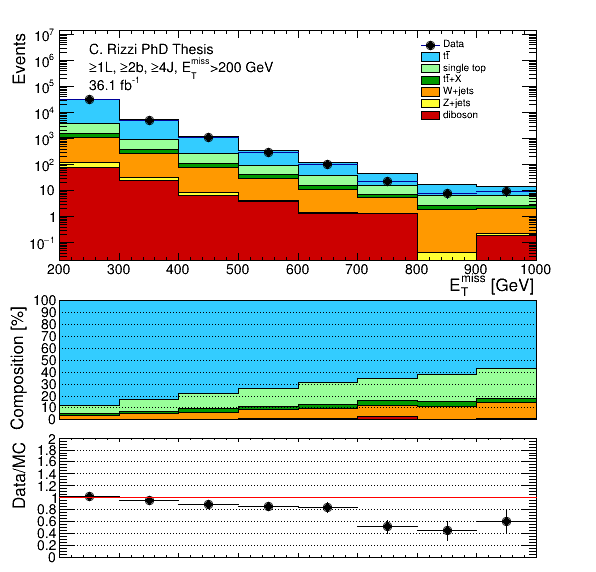 Events
10^7
10^6
10^5
10^4
10^3
10^2
10
1
10^-1
C. Rizzi PhD Thesis
≥1L, ≥2b, ≥4J, E_T^miss>200 GeV
36.1 fb^-1
Data
tt̄
single top
tt̄+X
W+jets
Z+jets
diboson
200 300 400 500 600 700 800 900 1000
E_T^miss [GeV]
Composition [%]
100
90
80
70
60
50
40
30
20
10
0
Data/MC
2
1.8
1.6
1.4
1.2
1
0.8
0.6
0.4
0.2
0